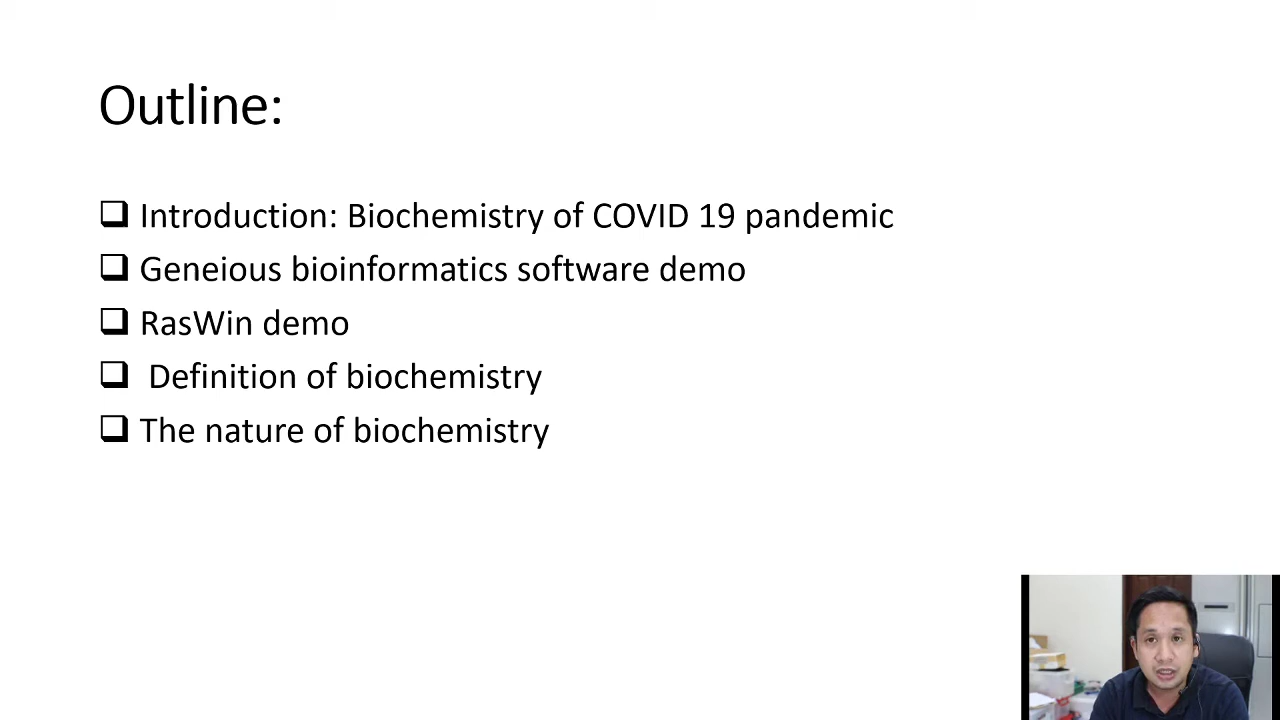 Outline:
Introduction: Biochemistry of COVID 19 pandemic
Geneious bioinformatics software demo
RasWin demo
Definition of biochemistry
The nature of biochemistry